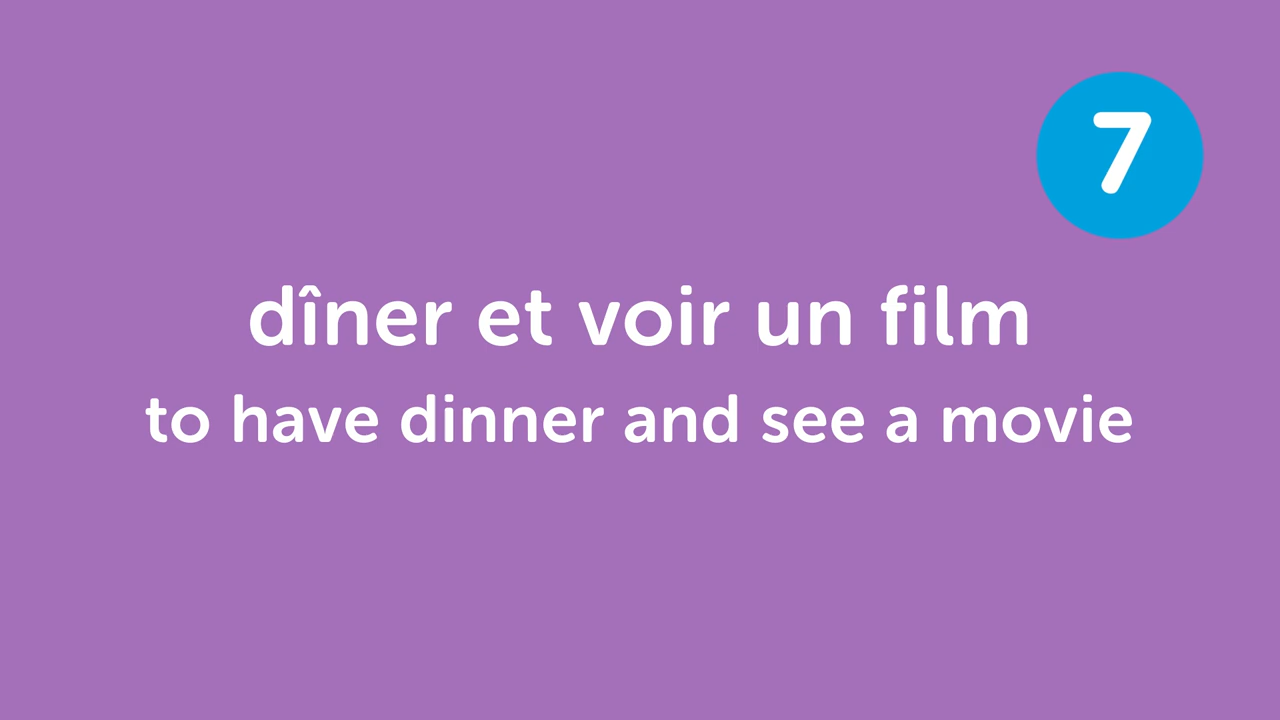 7
dîner et voir un film
to have dinner and see a movie